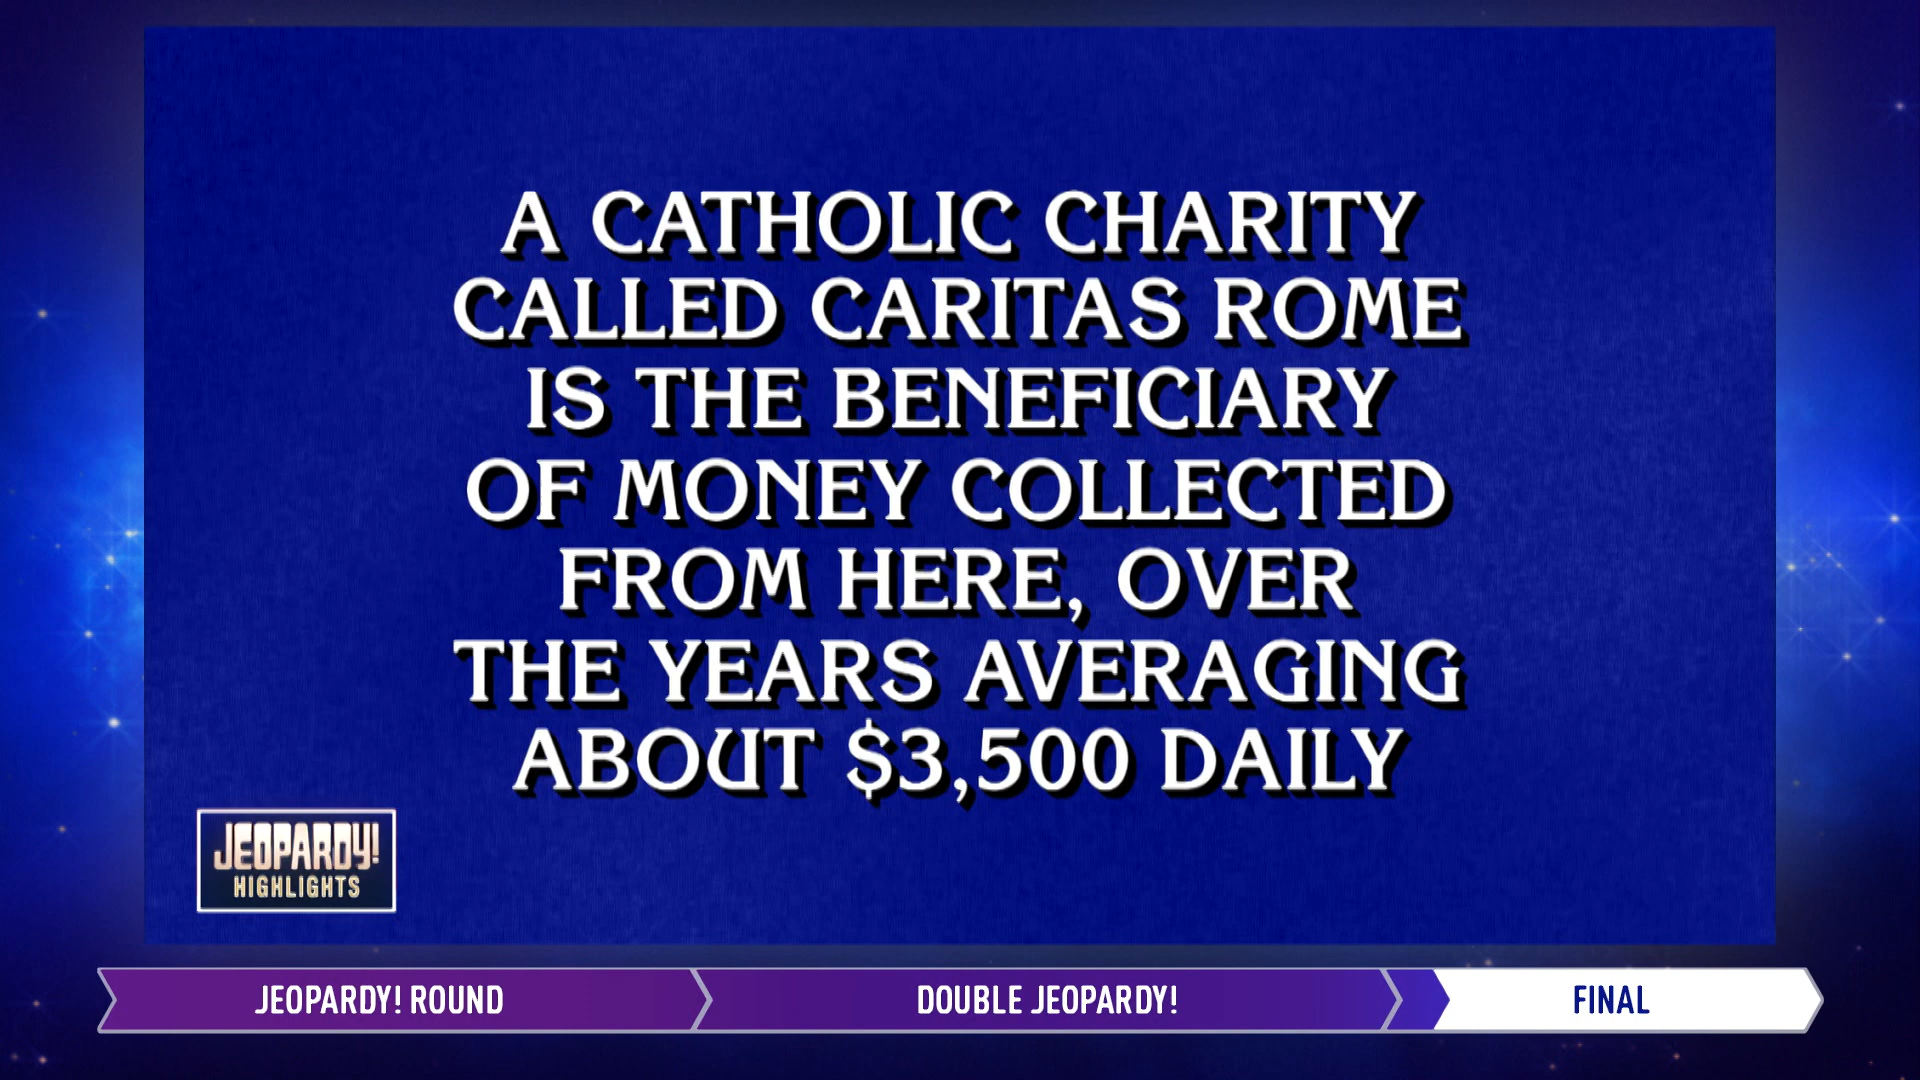 A CATHOLIC CHARITY
CALLED CARITAS ROME
IS THE BENEFICIARY
OF MONEY COLLECTED
FROM HERE, OVER
THE YEARS AVERAGING
ABOUT $3,500 DAILY
JEOPARDY!
HIGHLIGHTS
JEOPARDY! ROUND
DOUBLE JEOPARDY!
FINAL